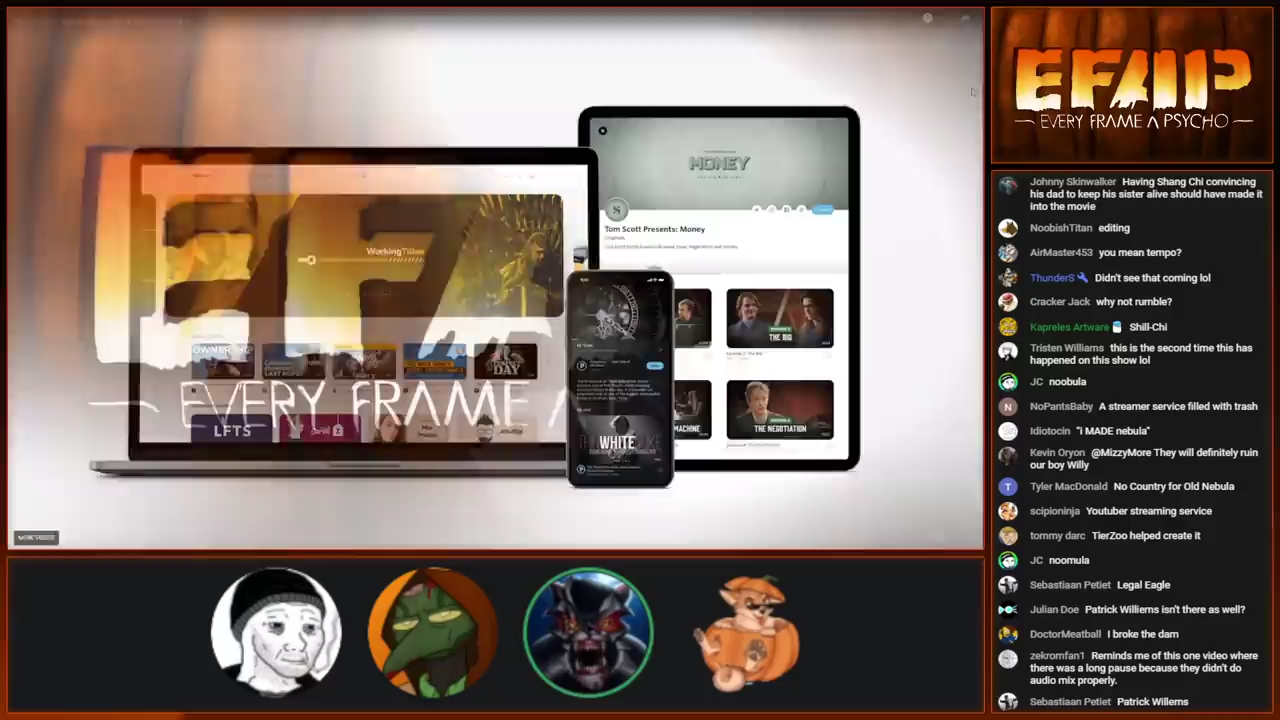 WorkingTitles
OWNERSHIP
DAY
LFTS
EVERY FRAME A
MONEY
Tom Scott Presents: Money
THE BIG
MACHINE
THE NEGOTIATION
WHITE
EFAP
EVERY FRAME A PSYCHO
Johnny Skinwalker Having Shang Chi convincing
his dad to keep his sister alive should have made it
into the movie
NoobishTitan editing
AirMaster453 you mean tempo?
ThunderS Didn't see that coming lol
Cracker Jack why not rumble?
Kapreles Artware Shill-Chi
Tristen Williams this is the second time this has
happened on this show lol
JC noobula
N NoPantsBaby A streamer service filled with trash
Idiotocin "I MADE nebula"
Kevin Oryon @MizzyMore They will definitely ruin
our boy Willy
T Tyler MacDonald No Country for Old Nebula
scipioninja Youtuber streaming service
tommy darc TierZoo helped create it
JC noomula
Sebastiaan Petiet Legal Eagle
Julian Doe Patrick Williems isn't there as well?
DoctorMeatball I broke the dam
zekromfan1 Reminds me of this one video where
there was a long pause because they didn't do
audio mix properly.
Sebastiaan Petiet Patrick Willems